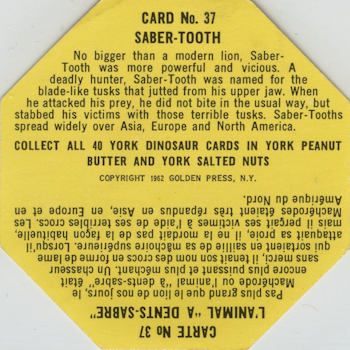 CARD No. 37
SABER-TOOTH
No bigger than a modern lion, Saber-
Tooth was more powerful and vicious. A
deadly hunter, Saber-Tooth was named for the
blade-like tusks that jutted from his upper jaw. When
he attacked his prey, he did not bite in the usual way, but
stabbed his victims with those terrible tusks. Saber-Tooths
spread widely over Asia, Europe and North America.
COLLECT ALL 40 YORK DINOSAUR CARDS IN YORK PEANUT
BUTTER AND YORK SALTED NUTS
COPYRIGHT 1962 GOLDEN PRESS, N.Y.
CARTE No 37
L'ANIMAL "A DENTS-SABRE"
Pas plus grand que le lion de nos jours, le
Machérode ou l'animal "à dents-sabre" était
encore plus puissant et plus méchant. Un chasseur
sans merci, il tenait son nom des crocs en forme de lame
qui sortaient en saillie de sa mâchoire supérieure. Lorsqu'il
attaquait sa proie, il ne la mordait pas de la façon habituelle,
mais il perçait ses victimes à l'aide de ses terribles crocs. Les
Machérodes étaient très répandus en Asie, en Europe et en
Amérique du Nord.